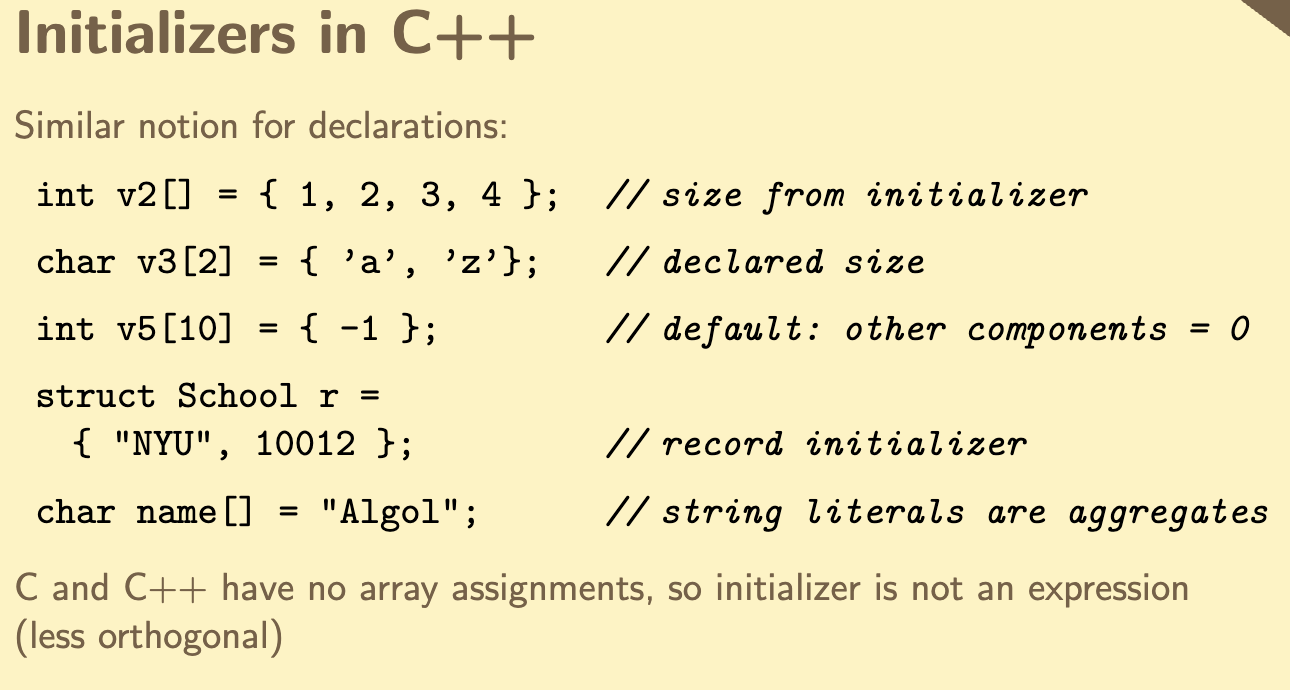 Initializers in C++
Similar notion for declarations:
int v2[] = { 1, 2, 3, 4 };  // size from initializer
char v3[2] = { ’a’, ’z’};  // declared size
int v5[10] = { -1 };  // default: other components = 0
struct School r =
{ "NYU", 10012 };  // record initializer
char name[] = "Algol";  // string literals are aggregates
C and C++ have no array assignments, so initializer is not an expression
(less orthogonal)